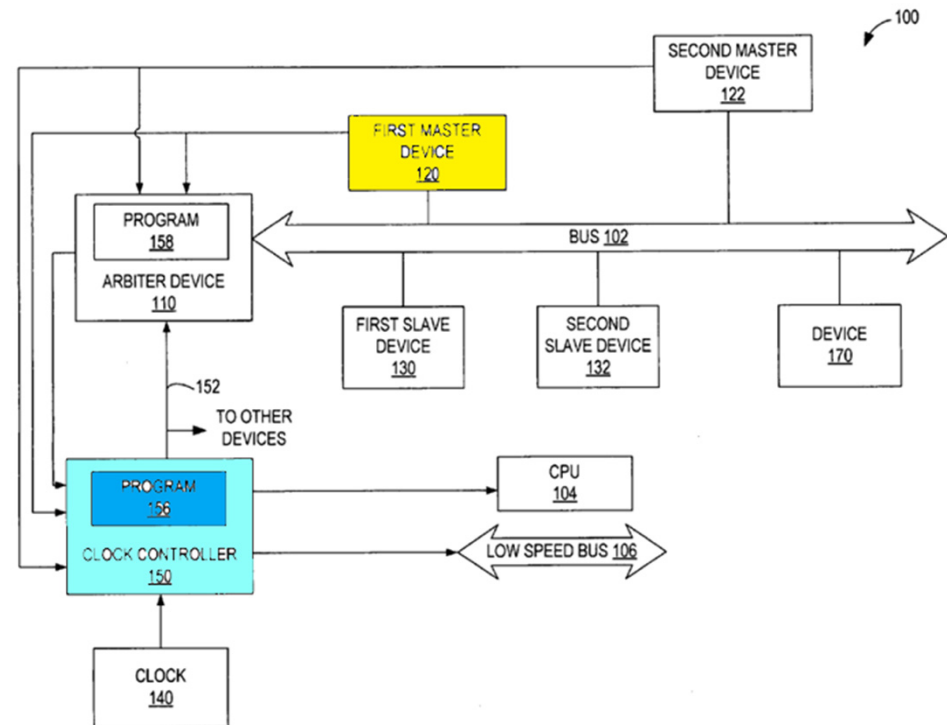 100
SECOND MASTER
DEVICE
122
FIRST MASTER
DEVICE
120
PROGRAM
158
ARBITER DEVICE
110
BUS 102
FIRST SLAVE
DEVICE
130
SECOND
SLAVE DEVICE
132
DEVICE
170
152
TO OTHER
DEVICES
PROGRAM
156
CLOCK CONTROLLER
150
CPU
104
LOW SPEED BUS 106
CLOCK
140